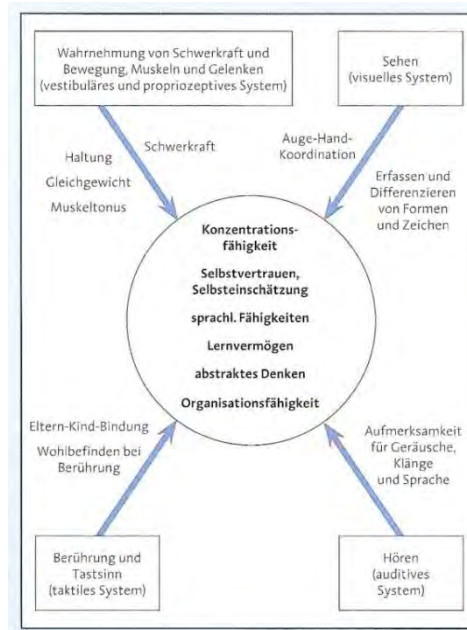 Wahrnehmung von Schwerkraft und
Bewegung, Muskeln und Gelenken
(vestibuläres und propriozeptives System)
Sehen
(visuelles System)
Schwerkraft
Haltung
Gleichgewicht
Muskeltonus
Auge-Hand-
Koordination
Erfassen und
Differenzieren
von Formen
und Zeichen
Konzentrations-
fähigkeit
Selbstvertrauen,
Selbsteinschätzung
sprachl. Fähigkeiten
Lernvermögen
abstraktes Denken
Organisationsfähigkeit
Eltern-Kind-Bindung
Wohlbefinden bei
Berührung
Aufmerksamkeit
für Geräusche,
Klänge
und Sprache
Berührung und
Tastsinn
(taktiles System)
Hören
(auditives
System)